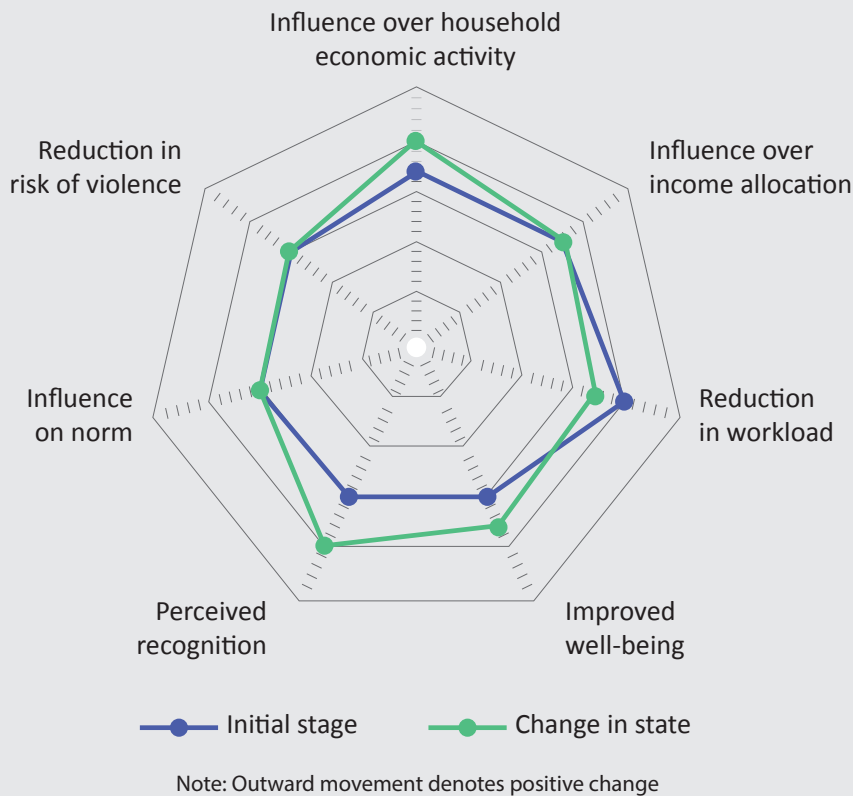 Influence over household
economic activity
Reduction in
risk of violence
Influence over
income allocation
Influence
on norm
Reduction
in workload
Perceived
recognition
Improved
well-being
Initial stage
Change in state
Note: Outward movement denotes positive change